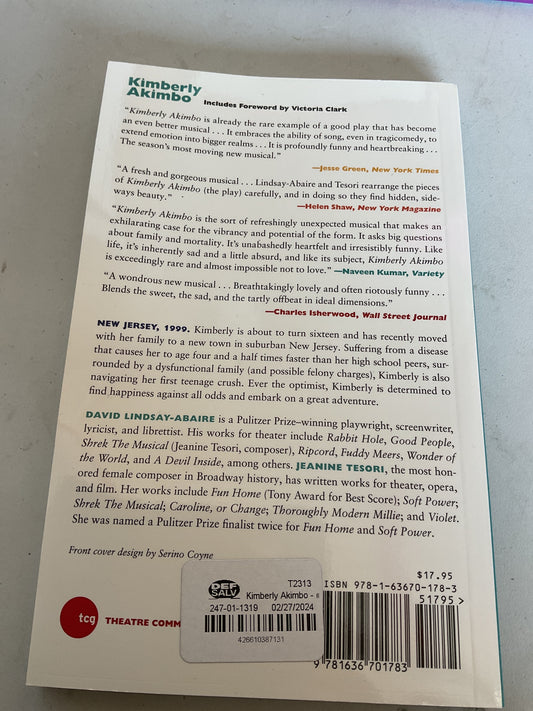 Kimberly
Akimbo
Includes Foreword by Victoria Clark
“Kimberly Akimbo is already the rare example of a good play that has become
an even better musical . . . It embraces the ability of song, even in tragicomedy, to
extend emotion into bigger realms . . . It is profoundly funny and heartbreaking . . .
The season’s most moving new musical.”
—Jesse Green, New York Times
“A fresh and gorgeous musical . . . Lindsay-Abaire and Tesori rearrange the pieces
of Kimberly Akimbo (the play) carefully, and in doing so they find hidden, side-
ways beauty.”
—Helen Shaw, New York Magazine
“Kimberly Akimbo is the sort of refreshingly unexpected musical that makes an
exhilarating case for the vibrancy and potential of the form. It asks big questions
about family and mortality. It’s unabashedly heartfelt and irresistibly funny. Like
life, it’s inherently sad and a little absurd, and like its subject, Kimberly Akimbo
is exceedingly rare and almost impossible not to love.” —Naveen Kumar, Variety
“A wondrous new musical . . . Breathtakingly lovely and often riotously funny . . .
Blends the sweet, the sad, and the tartly offbeat in ideal dimensions.”
—Charles Isherwood, Wall Street Journal
NEW JERSEY, 1999. Kimberly is about to turn sixteen and has recently moved
with her family to a new town in suburban New Jersey. Suffering from a disease
that causes her to age four and a half times faster than her high school peers, sur-
rounded by a dysfunctional family (and possible felony charges), Kimberly is also
navigating her first teenage crush. Ever the optimist, Kimberly is determined to
find happiness against all odds and embark on a great adventure.
DAVID LINDSAY-ABAIRE is a Pulitzer Prize–winning playwright, screenwriter,
lyricist, and librettist. His works for theater include Rabbit Hole, Good People,
Shrek The Musical (Jeanine Tesori, composer), Ripcord, Fuddy Meers, Wonder of
the World, and A Devil Inside, among others. JEANINE TESORI, the most hon-
ored female composer in Broadway history, has written works for theater, opera,
and film. Her works include Fun Home (Tony Award for Best Score); Soft Power;
Shrek The Musical; Caroline, or Change; Thoroughly Modern Millie; and Violet.
She was named a Pulitzer Prize finalist twice for Fun Home and Soft Power.
Front cover design by Serino Coyne
$17.95
ISBN 978-1-63670-178-3
51795>
9 781636 701783
DEF
SALV
T2313
Kimberly Akimbo -
247-01-1319 02/27/2024
426610387131
tcg
THEATRE COMM